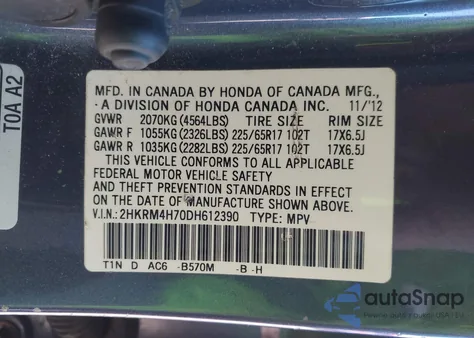 TOA A2
MFD. IN CANADA BY HONDA OF CANADA MFG.,
A DIVISION OF HONDA CANADA INC. 11/'12
GVWR 2070KG (4564LBS) TIRE SIZE RIM SIZE
GAWR F 1055KG (2326LBS) 225/65R17 102T 17X6.5J
GAWR R 1035KG (2282LBS) 225/65R17 102T 17X6.5J
THIS VEHICLE CONFORMS TO ALL APPLICABLE
FEDERAL MOTOR VEHICLE SAFETY
AND THEFT PREVENTION STANDARDS IN EFFECT
ON THE DATE OF MANUFACTURE SHOWN ABOVE.
V.I.N.: 2HKRM4H70DH612390 TYPE: MPV
T1N D AC6 -B570M -B -H
autoSnap